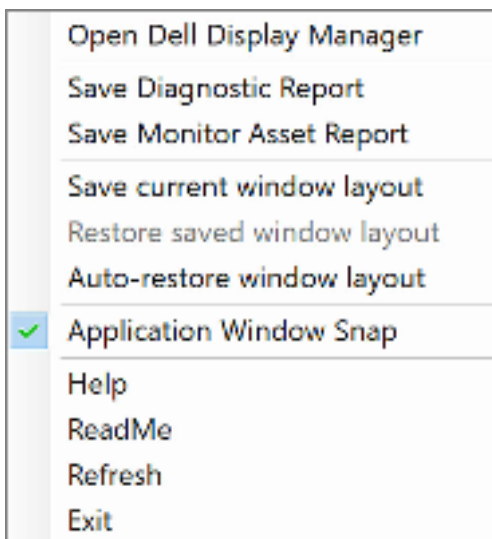 Open Dell Display Manager
Save Diagnostic Report
Save Monitor Asset Report
Save current window layout
Restore saved window layout
Auto-restore window layout
Application Window Snap
Help
ReadMe
Refresh
Exit